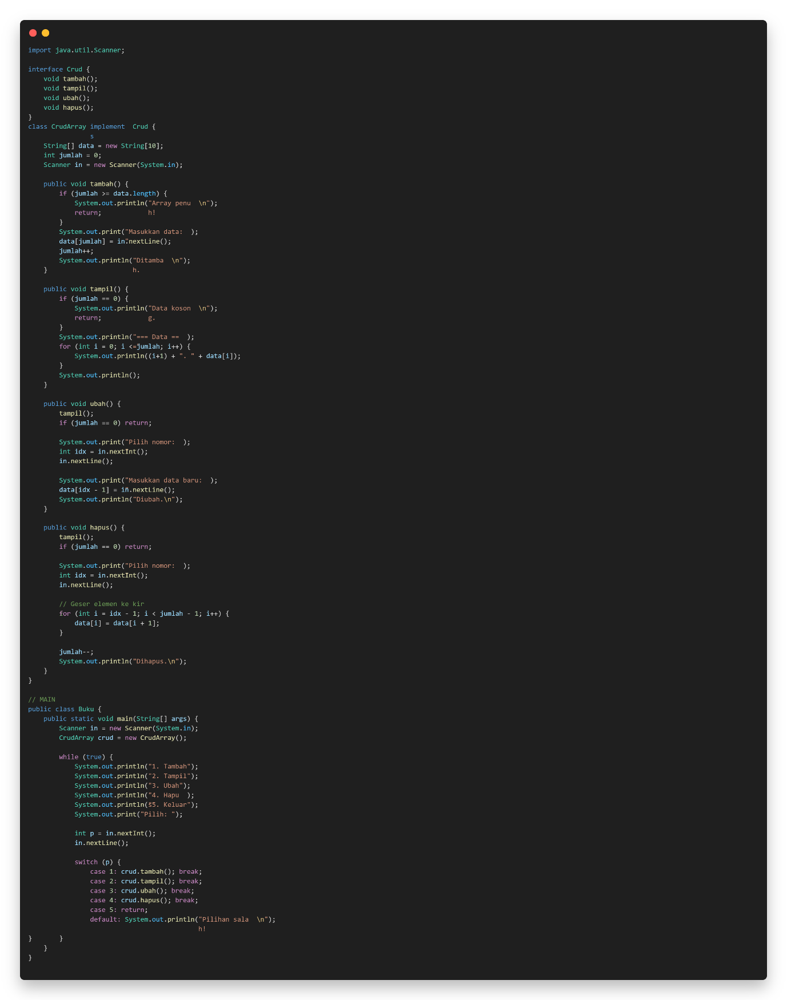 import java.util.Scanner;
interface Crud {
    void tambah();
    void tampil();
    void ubah();
    void hapus();
}
class CrudArray implements Crud {
    String[] data = new String[10];
    int jumlah = 0;
    Scanner in = new Scanner(System.in);
    public void tambah() {
        if (jumlah >= data.length) {
            System.out.println("Array penuh!\n");
            return;
        }
        System.out.print("Masukkan data: ");
        data[jumlah] = in.nextLine();
        jumlah++;
        System.out.println("Ditambah.\n");
    }
    public void tampil() {
        if (jumlah == 0) {
            System.out.println("Data kosong.\n");
            return;
        }
        System.out.println("=== Data ===");
        for (int i = 0; i < jumlah; i++) {
            System.out.println((i+1) + ". " + data[i]);
        }
        System.out.println();
    }
    public void ubah() {
        tampil();
        if (jumlah == 0) return;
        System.out.print("Pilih nomor: ");
        int idx = in.nextInt();
        in.nextLine();
        System.out.print("Masukkan data baru: ");
        data[idx - 1] = in.nextLine();
        System.out.println("Diubah.\n");
    }
    public void hapus() {
        tampil();
        if (jumlah == 0) return;
        System.out.print("Pilih nomor: ");
        int idx = in.nextInt();
        in.nextLine();
        // Geser elemen ke kiri
        for (int i = idx - 1; i < jumlah - 1; i++) {
            data[i] = data[i + 1];
        }
        jumlah--;
        System.out.println("Dihapus.\n");
    }
}
// MAIN
public class Buku {
    public static void main(String[] args) {
        Scanner in = new Scanner(System.in);
        CrudArray crud = new CrudArray();
        while (true) {
            System.out.println("1. Tambah");
            System.out.println("2. Tampil");
            System.out.println("3. Ubah");
            System.out.println("4. Hapus");
            System.out.println("5. Keluar");
            System.out.print("Pilih: ");
            int p = in.nextInt();
            in.nextLine();
            switch (p) {
                case 1: crud.tambah(); break;
                case 2: crud.tampil(); break;
                case 3: crud.ubah(); break;
                case 4: crud.hapus(); break;
                case 5: return;
                default: System.out.println("Pilihan salah!\n");
}       }
    }
}